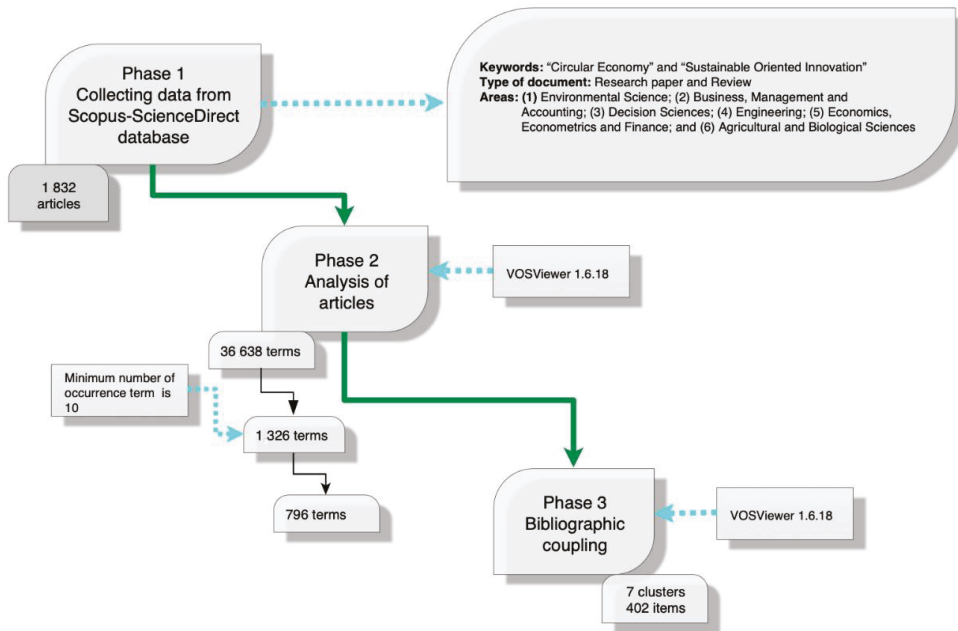 Phase 1
Collecting data from
Scopus-ScienceDirect
database
1 832
articles
Keywords: “Circular Economy” and “Sustainable Oriented Innovation”
Type of document: Research paper and Review
Areas: (1) Environmental Science; (2) Business, Management and
Accounting; (3) Decision Sciences; (4) Engineering; (5) Economics,
Econometrics and Finance; and (6) Agricultural and Biological Sciences
Phase 2
Analysis of
articles
VOSViewer 1.6.18
36 638 terms
Minimum number of
occurrence term is
10
1 326 terms
796 terms
Phase 3
Bibliographic
coupling
VOSViewer 1.6.18
7 clusters
402 items